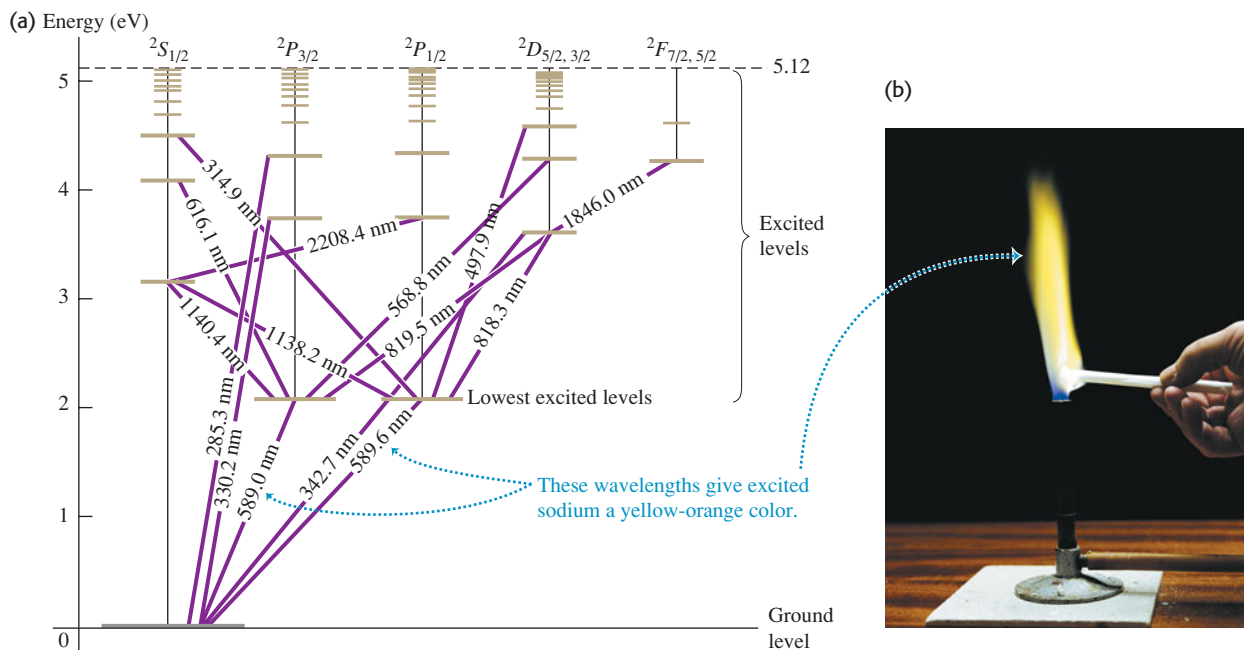 (a) Energy (eV)
²S₁/₂
²P₃/₂
²P₁/₂
²D₅/₂, ₃/₂
²F₇/₂, ₅/₂
5.12
5
4
3
2
1
0
314.9 nm
616.1 nm
2208.4 nm
1140.4 nm
1138.2 nm
497.9 nm
568.8 nm
819.5 nm
818.3 nm
1846.0 nm
285.3 nm
330.2 nm
589.0 nm
342.7 nm
589.6 nm
Excited
levels
Lowest excited levels
These wavelengths give excited
sodium a yellow-orange color.
Ground
level
(b)